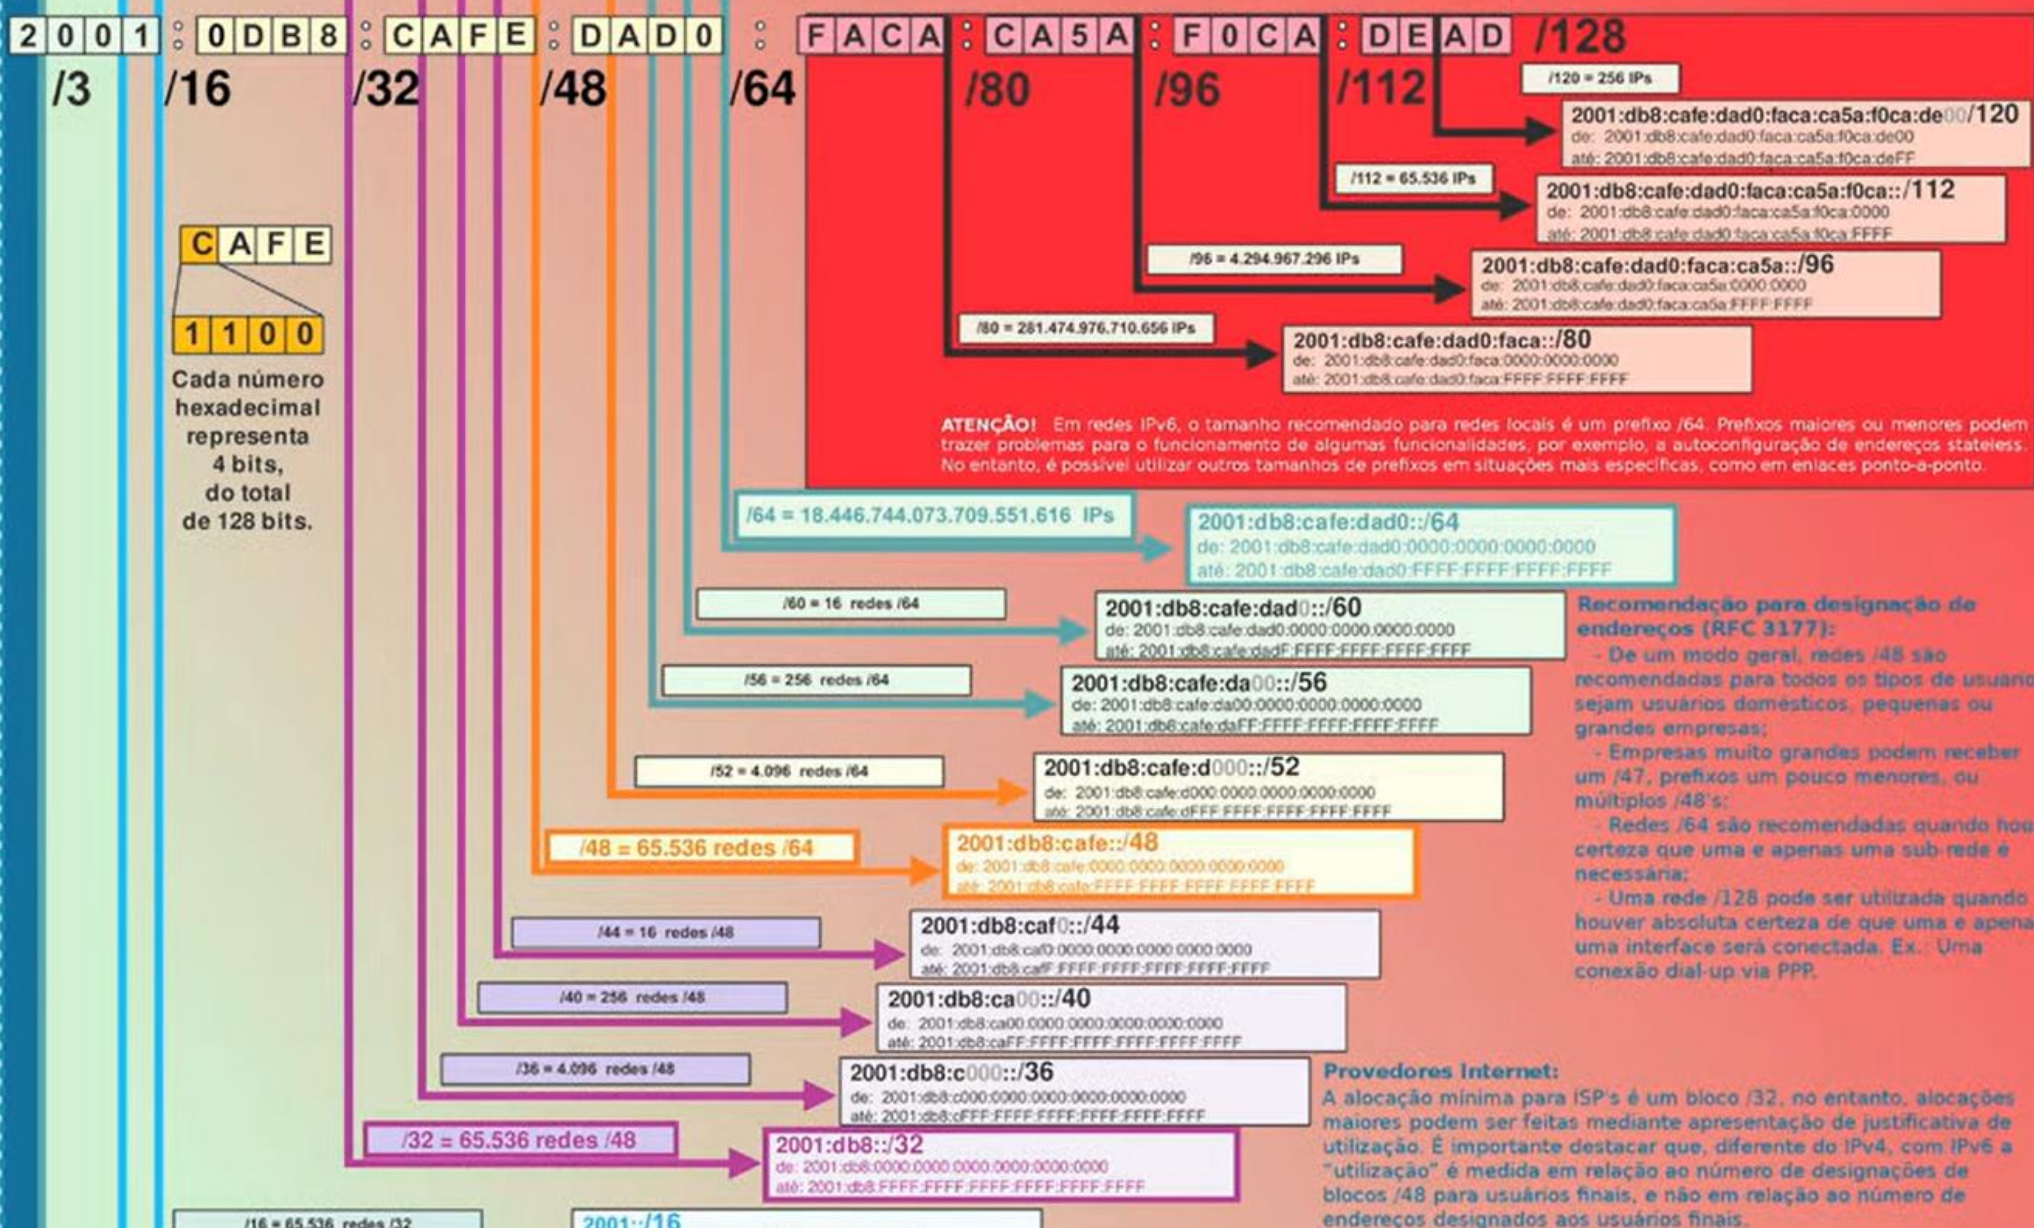 2001:0DB8:CAFE:DAD0:FACA:CA5A:F0CA:DEAD /128
/3 /16 /32 /48 /64 /80 /96 /112
/120 = 256 IPs
2001:db8:cafe:dad0:faca:ca5a:f0ca:de00/120
de: 2001:db8:cafe:dad0:faca:ca5a:f0ca:de00
até: 2001:db8:cafe:dad0:faca:ca5a:f0ca:deFF
/112 = 65.536 IPs
2001:db8:cafe:dad0:faca:ca5a:f0ca::/112
de: 2001:db8:cafe:dad0:faca:ca5a:f0ca:0000
até: 2001:db8:cafe:dad0:faca:ca5a:f0ca:FFFF
/96 = 4.294.967.296 IPs
2001:db8:cafe:dad0:faca:ca5a::/96
de: 2001:db8:cafe:dad0:faca:ca5a:0000:0000
até: 2001:db8:cafe:dad0:faca:ca5a:FFFF:FFFF
/80 = 281.474.976.710.656 IPs
2001:db8:cafe:dad0:faca::/80
de: 2001:db8:cafe:dad0:faca:0000:0000:0000
até: 2001:db8:cafe:dad0:faca:FFFF:FFFF:FFFF
CAFE
1100
Cada número
hexadecimal
representa
4 bits,
do total
de 128 bits.
ATENÇÃO! Em redes IPv6, o tamanho recomendado para redes locais é um prefixo /64. Prefixos maiores ou menores podem
trazer problemas para o funcionamento de algumas funcionalidades, por exemplo, a autoconfiguração de endereços stateless.
No entanto, é possível utilizar outros tamanhos de prefixos em situações mais específicas, como em enlaces ponto-a-ponto.
/64 = 18.446.744.073.709.551.616 IPs
2001:db8:cafe:dad0::/64
de: 2001:db8:cafe:dad0:0000:0000:0000:0000
até: 2001:db8:cafe:dad0:FFFF:FFFF:FFFF:FFFF
/60 = 16 redes /64
2001:db8:cafe:dad0::/60
de: 2001:db8:cafe:dad0:0000:0000:0000:0000
até: 2001:db8:cafe:dadF:FFFF:FFFF:FFFF:FFFF
/56 = 256 redes /64
2001:db8:cafe:da00::/56
de: 2001:db8:cafe:da00:0000:0000:0000:0000
até: 2001:db8:cafe:daFF:FFFF:FFFF:FFFF:FFFF
/52 = 4.096 redes /64
2001:db8:cafe:d000::/52
de: 2001:db8:cafe:d000:0000:0000:0000:0000
até: 2001:db8:cafe:dFFF:FFFF:FFFF:FFFF:FFFF
/48 = 65.536 redes /64
2001:db8:cafe::/48
de: 2001:db8:cafe:0000:0000:0000:0000:0000
até: 2001:db8:cafe:FFFF:FFFF:FFFF:FFFF:FFFF
/44 = 16 redes /48
2001:db8:caf0::/44
de: 2001:db8:caf0:0000:0000:0000:0000:0000
até: 2001:db8:cafF:FFFF:FFFF:FFFF:FFFF:FFFF
/40 = 256 redes /48
2001:db8:ca00::/40
de: 2001:db8:ca00:0000:0000:0000:0000:0000
até: 2001:db8:caFF:FFFF:FFFF:FFFF:FFFF:FFFF
/36 = 4.096 redes /48
2001:db8:c000::/36
de: 2001:db8:c000:0000:0000:0000:0000:0000
até: 2001:db8:cFFF:FFFF:FFFF:FFFF:FFFF:FFFF
/32 = 65.536 redes /48
2001:db8::/32
de: 2001:db8:0000:0000:0000:0000:0000:0000
até: 2001:db8:FFFF:FFFF:FFFF:FFFF:FFFF:FFFF
/16 = 65.536 redes /32
2001::/16
Recomendação para designação de
endereços (RFC 3177):
- De um modo geral, redes /48 são
recomendadas para todos os tipos de usuário
sejam usuários domésticos, pequenas ou
grandes empresas;
- Empresas muito grandes podem receber
um /47, prefixos um pouco menores, ou
múltiplos /48's;
- Redes /64 são recomendadas quando hou
certeza que uma e apenas uma sub-rede é
necessária;
- Uma rede /128 pode ser utilizada quando
houver absoluta certeza de que uma e apena
uma interface será conectada. Ex.: Uma
conexão dial-up via PPP.
Provedores Internet:
A alocação mínima para ISP's é um bloco /32, no entanto, alocações
maiores podem ser feitas mediante apresentação de justificativa de
utilização. É importante destacar que, diferente do IPv4, com IPv6 a
"utilização" é medida em relação ao número de designações de
blocos /48 para usuários finais, e não em relação ao número de
endereços designados aos usuários finais.